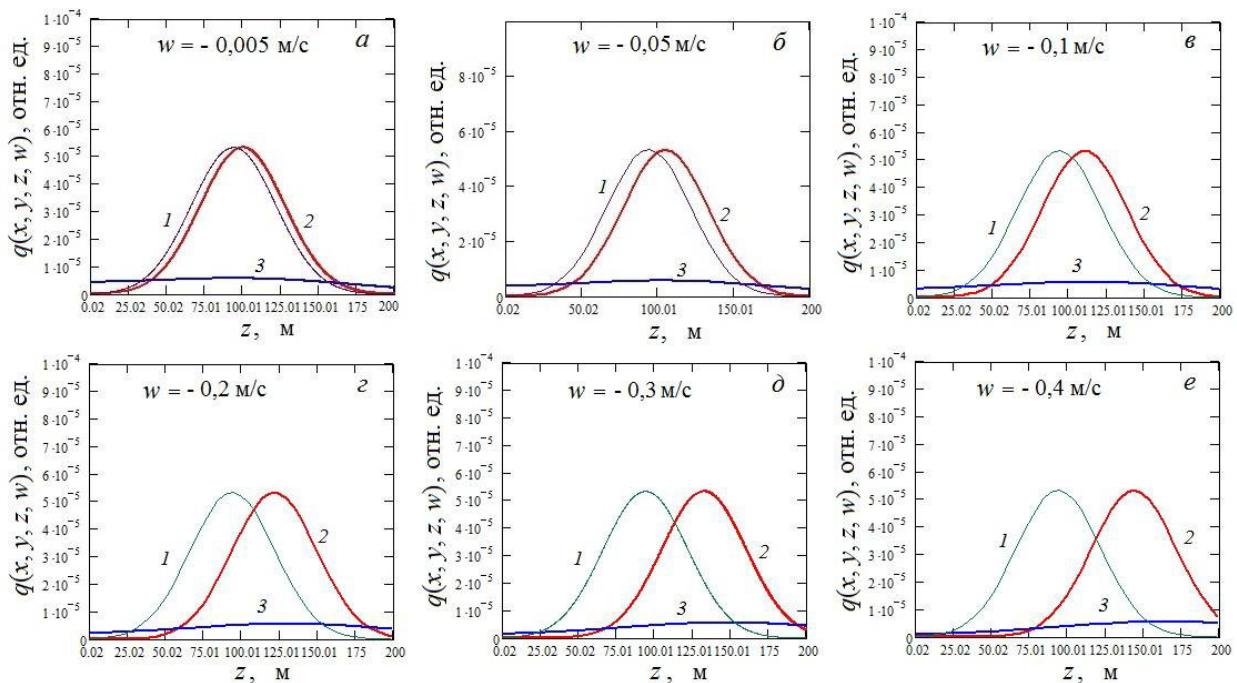 1·10⁻⁴
9·10⁻⁵
8·10⁻⁵
7·10⁻⁵
6·10⁻⁵
5·10⁻⁵
4·10⁻⁵
3·10⁻⁵
2·10⁻⁵
1·10⁻⁵
0
q(x, y, z, w), отн. ед.
w = - 0,005 м/с
а
1
2
3
0.02 25.02 50.02 75.01 100.01 125.01 150.01 175 200
z, м
8·10⁻⁵
6·10⁻⁵
4·10⁻⁵
2·10⁻⁵
0
q(x, y, z, w), отн. ед.
w = - 0,05 м/с
б
1
2
3
0.02 50.02 100.01 150.01 200
z, м
1·10⁻⁴
9·10⁻⁵
8·10⁻⁵
7·10⁻⁵
6·10⁻⁵
5·10⁻⁵
4·10⁻⁵
3·10⁻⁵
2·10⁻⁵
1·10⁻⁵
0
q(x, y, z, w), отн. ед.
w = - 0,1 м/с
в
1
2
3
0.02 25.02 50.02 75.01 100.01 125.01 150.01 175 200
z, м
1·10⁻⁴
9·10⁻⁵
8·10⁻⁵
7·10⁻⁵
6·10⁻⁵
5·10⁻⁵
4·10⁻⁵
3·10⁻⁵
2·10⁻⁵
1·10⁻⁵
0
q(x, y, z, w), отн. ед.
w = - 0,2 м/с
г
1
2
3
0.02 25.02 50.02 75.01 100.01 125.01 150.01 175 200
z, м
1·10⁻⁴
9·10⁻⁵
8·10⁻⁵
7·10⁻⁵
6·10⁻⁵
5·10⁻⁵
4·10⁻⁵
3·10⁻⁵
2·10⁻⁵
1·10⁻⁵
0
q(x, y, z, w), отн. ед.
w = - 0,3 м/с
д
1
2
3
0.02 25.02 50.02 75.01 100.01 125.01 150.01 175 200
z, м
1·10⁻⁴
9·10⁻⁵
8·10⁻⁵
7·10⁻⁵
6·10⁻⁵
5·10⁻⁵
4·10⁻⁵
3·10⁻⁵
2·10⁻⁵
1·10⁻⁵
0
q(x, y, z, w), отн. ед.
w = - 0,4 м/с
е
1
2
3
0.02 25.02 50.02 75.01 100.01 125.01 150.01 175 200
z, м